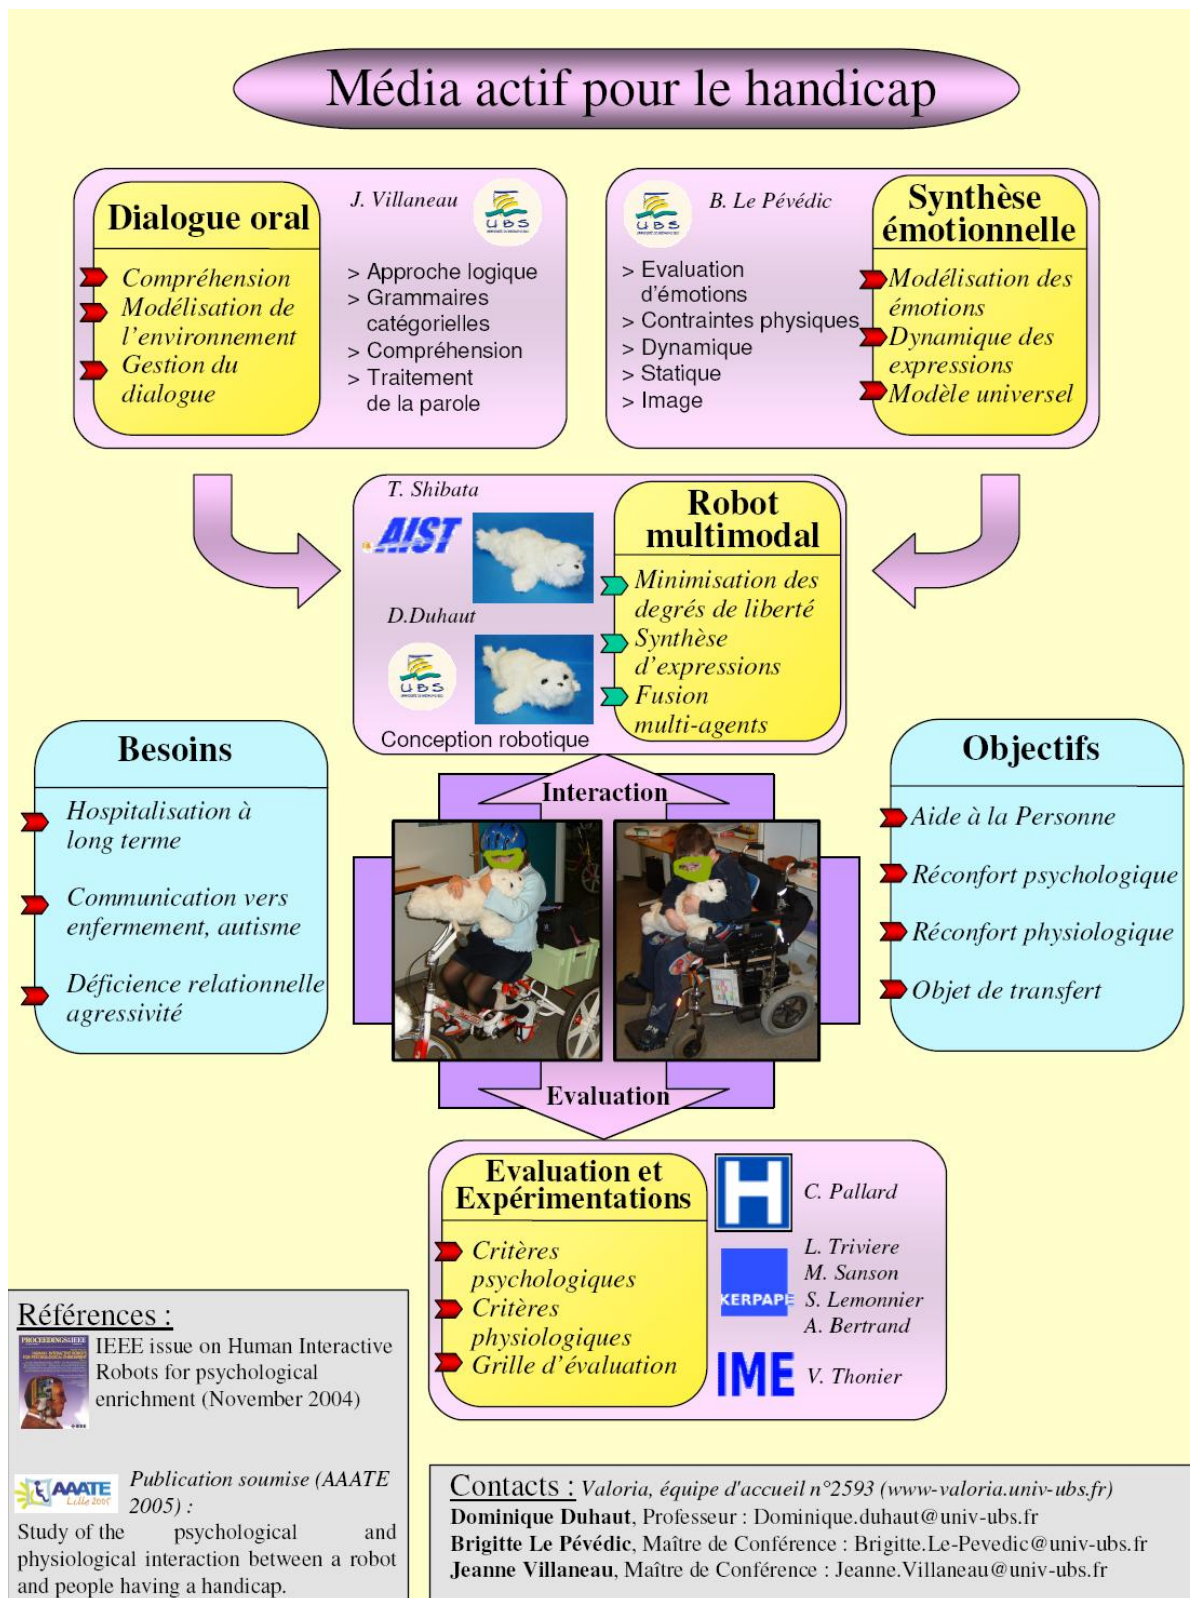 Média actif pour le handicap
Dialogue oral
Compréhension
Modélisation de
l'environnement
Gestion du
dialogue
J. Villaneau
UBS
> Approche logique
> Grammaires
catégorielles
> Compréhension
> Traitement
de la parole
UBS
B. Le Pévédic
> Evaluation
d'émotions
> Contraintes physiques
> Dynamique
> Statique
> Image
Synthèse
émotionnelle
Modélisation des
émotions
Dynamique des
expressions
Modèle universel
T. Shibata
AIST
D.Duhaut
UBS
Conception robotique
Robot
multimodal
Minimisation des
degrés de liberté
Synthèse
d'expressions
Fusion
multi-agents
Besoins
Hospitalisation à
long terme
Communication vers
enfermement, autisme
Déficience relationnelle
agressivité
Interaction
Evaluation
Objectifs
Aide à la Personne
Réconfort psychologique
Réconfort physiologique
Objet de transfert
Evaluation et
Expérimentations
Critères
psychologiques
Critères
physiologiques
Grille d'évaluation
H
C. Pallard
KERPAPE
L. Triviere
M. Sanson
S. Lemonnier
A. Bertrand
IME
V. Thonier
Références :
PROCEEDINGS OF THE IEEE
IEEE issue on Human Interactive
Robots for psychological
enrichment (November 2004)
AAATE
Lille 2005
Publication soumise (AAATE
2005) :
Study of the psychological and
physiological interaction between a robot
and people having a handicap.
Contacts : Valoria, équipe d'accueil n°2593 (www-valoria.univ-ubs.fr)
Dominique Duhaut, Professeur : Dominique.duhaut@univ-ubs.fr
Brigitte Le Pévédic, Maître de Conférence : Brigitte.Le-Pevedic@univ-ubs.fr
Jeanne Villaneau, Maître de Conférence : Jeanne.Villaneau@univ-ubs.fr